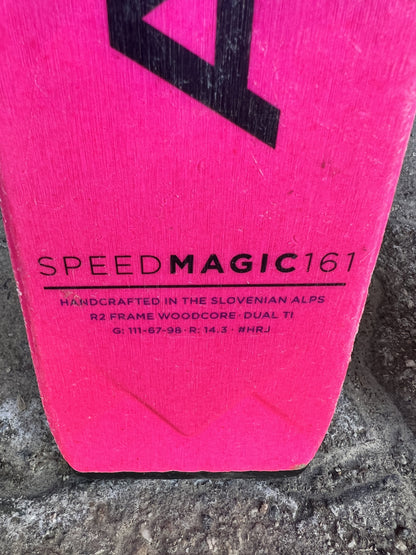 A
SPEEDMAGIC161
HANDCRAFTED IN THE SLOVENIAN ALPS
R2 FRAME WOODCORE · DUAL TI
G: 111-67-98 · R: 14.3 · #HRJ